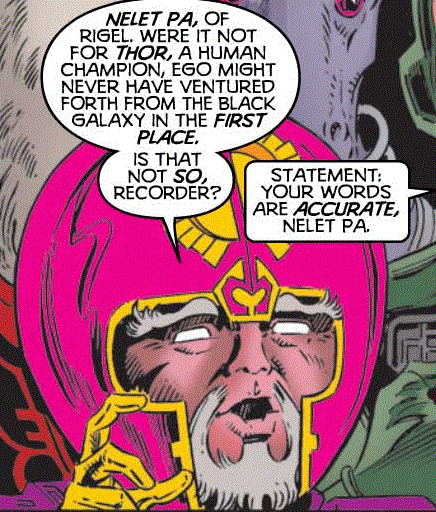 NELET PA, OF
RIGEL. WERE IT NOT
FOR THOR, A HUMAN
CHAMPION, EGO MIGHT
NEVER HAVE VENTURED
FORTH FROM THE BLACK
GALAXY IN THE FIRST
PLACE.
IS THAT
NOT SO,
RECORDER?
STATEMENT:
YOUR WORDS
ARE ACCURATE,
NELET PA.